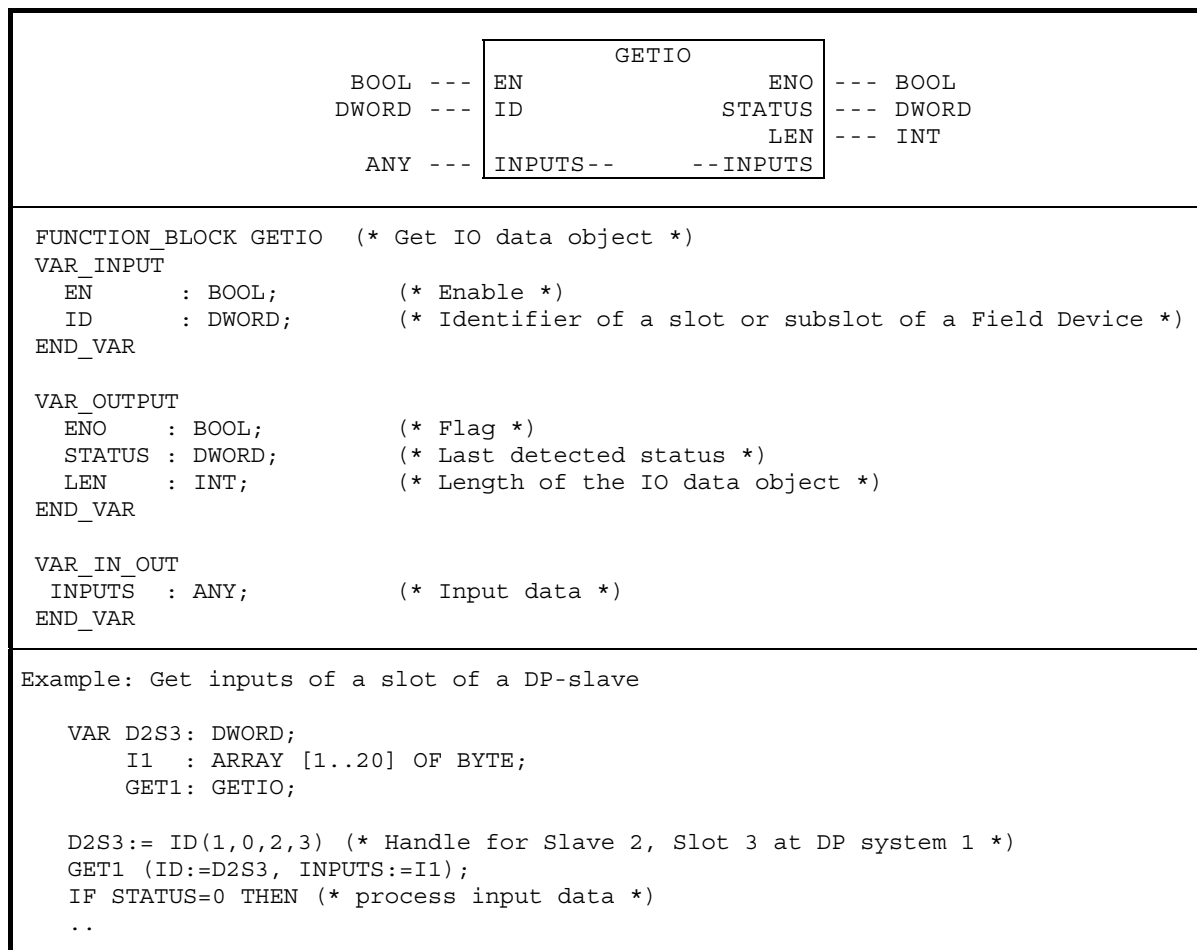 GETIO
BOOL --- EN ENO --- BOOL
DWORD --- ID STATUS --- DWORD
LEN --- INT
ANY --- INPUTS-- --INPUTS
FUNCTION_BLOCK GETIO (* Get IO data object *)
VAR_INPUT
EN : BOOL; (* Enable *)
ID : DWORD; (* Identifier of a slot or subslot of a Field Device *)
END_VAR
VAR_OUTPUT
ENO : BOOL; (* Flag *)
STATUS : DWORD; (* Last detected status *)
LEN : INT; (* Length of the IO data object *)
END_VAR
VAR_IN_OUT
INPUTS : ANY; (* Input data *)
END_VAR
Example: Get inputs of a slot of a DP-slave
VAR D2S3: DWORD;
I1 : ARRAY [1..20] OF BYTE;
GET1: GETIO;
D2S3:= ID(1,0,2,3) (* Handle for Slave 2, Slot 3 at DP system 1 *)
GET1 (ID:=D2S3, INPUTS:=I1);
IF STATUS=0 THEN (* process input data *)
..